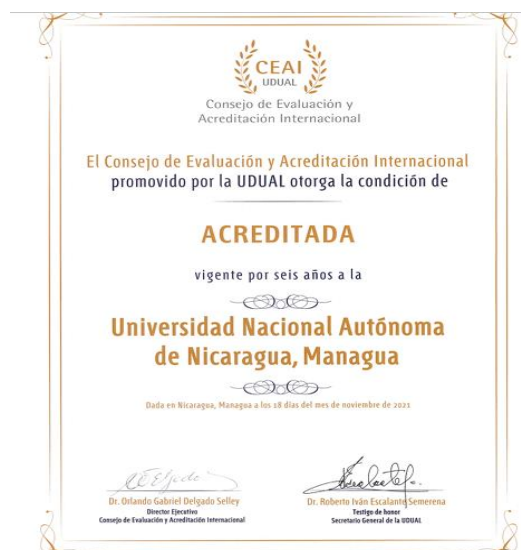 CEAI
UDUAL
Consejo de Evaluación y
Acreditación Internacional
El Consejo de Evaluación y Acreditación Internacional
promovido por la UDUAL otorga la condición de
ACREDITADA
vigente por seis años a la
Universidad Nacional Autónoma
de Nicaragua, Managua
Dada en Nicaragua, Managua a los 18 días del mes de noviembre de 2021
Dr. Orlando Gabriel Delgado Selley
Director Ejecutivo
Consejo de Evaluación y Acreditación Internacional
Dr. Roberto Iván Escalante Semerena
Testigo de honor
Secretario General de la UDUAL